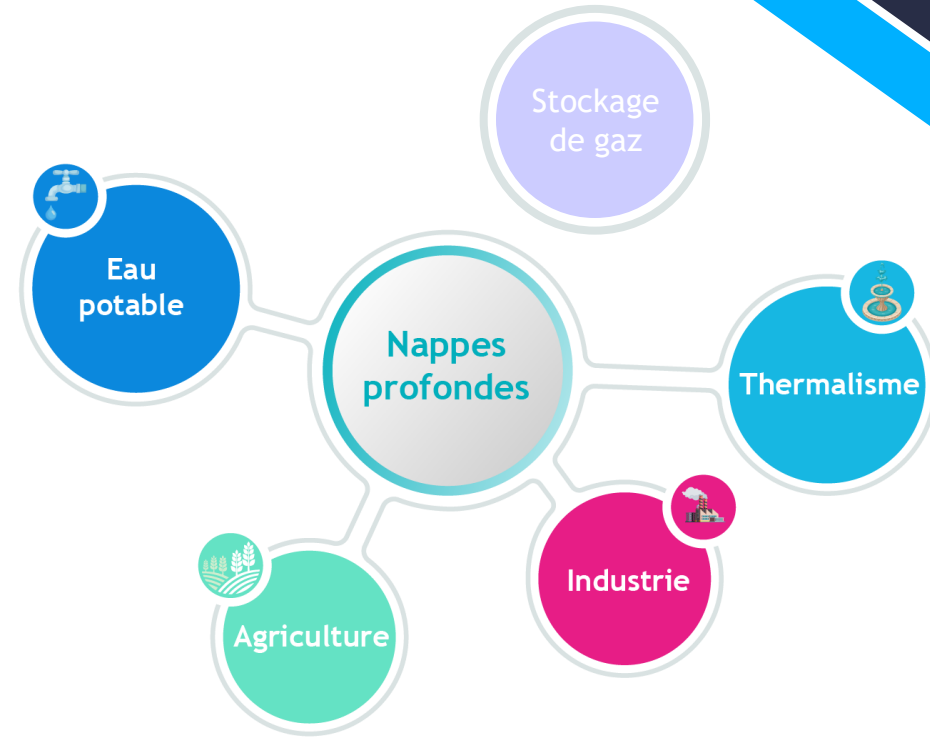 Stockage
de gaz
Eau
potable
Nappes
profondes
Thermalisme
Industrie
Agriculture